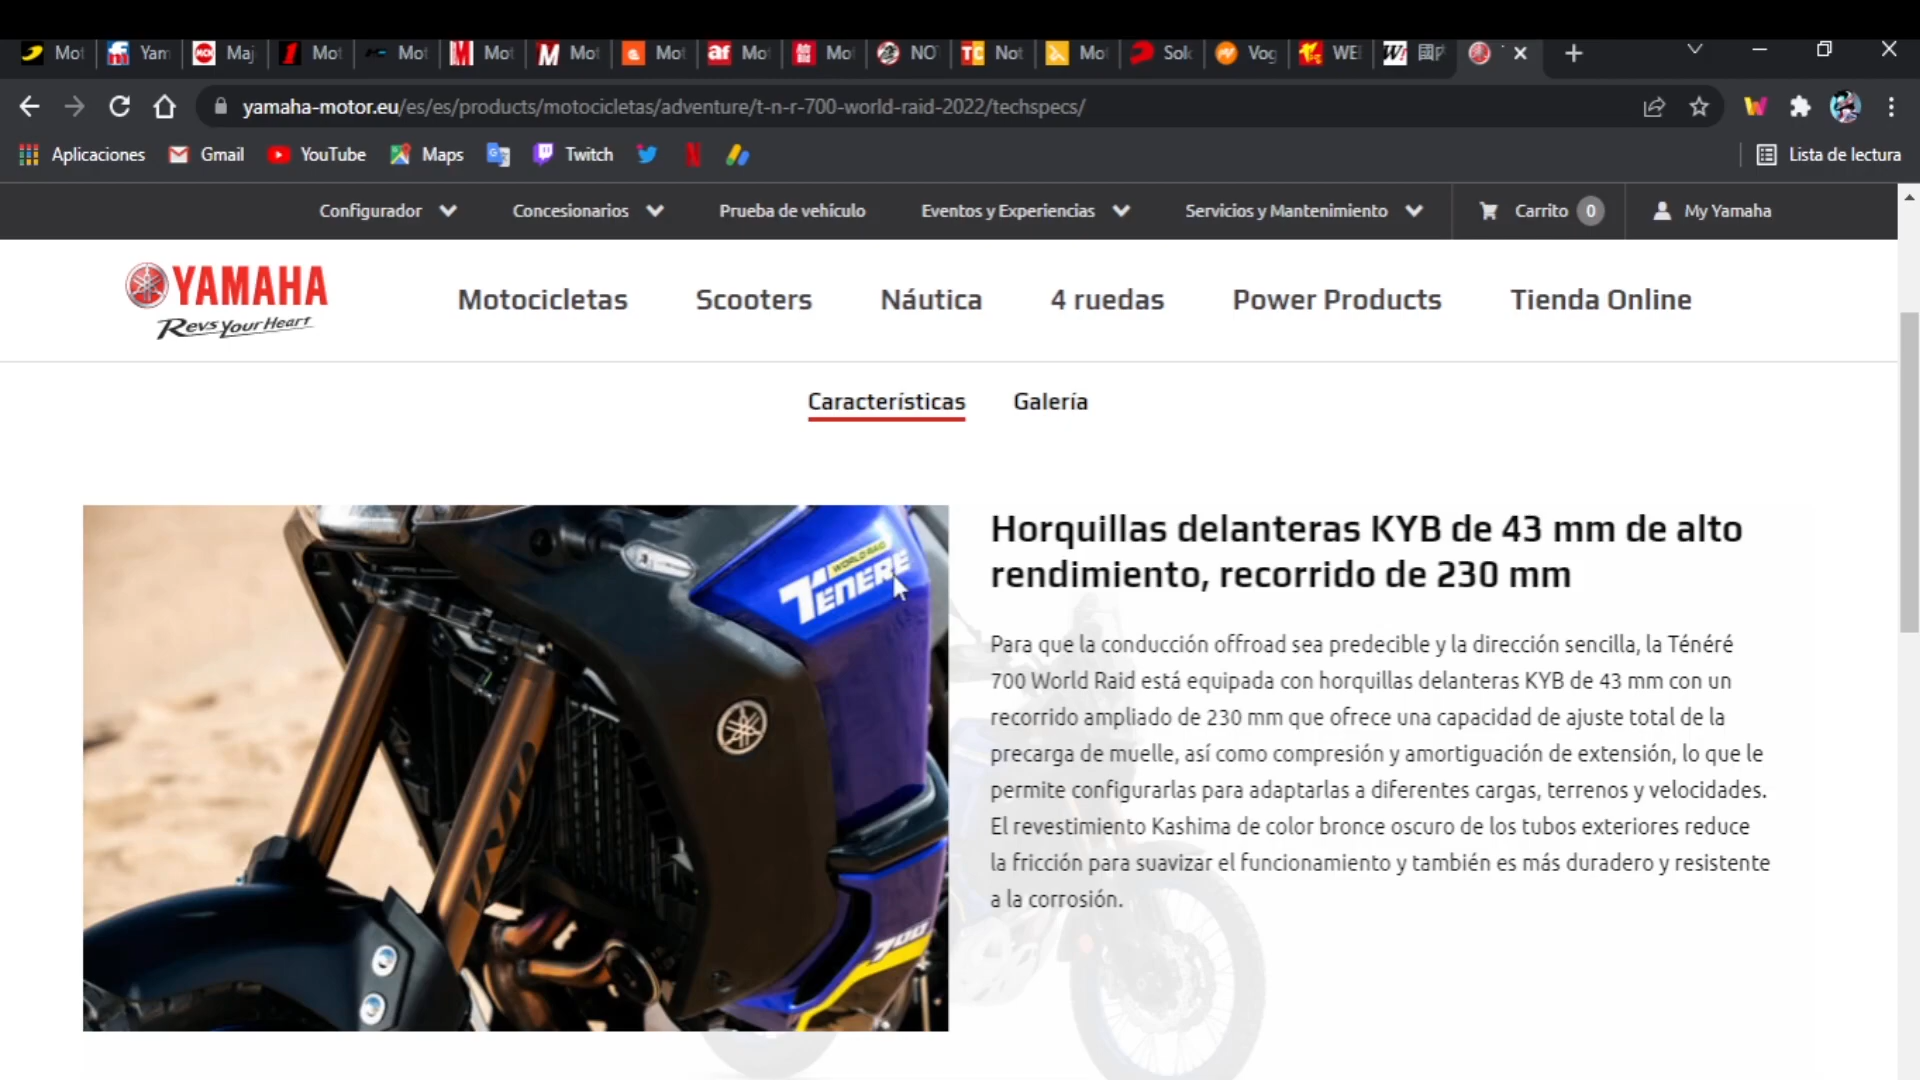 Mot Yam Maj Mot Mot Mot Mot Mot Mo Mo NO Not Mo Sok Vog WE 國内
yamaha-motor.eu/es/es/products/motocicletas/adventure/t-n-r-700-world-raid-2022/techspecs/
Aplicaciones Gmail YouTube Maps Twitch Lista de lectura
Configurador Concesionarios Prueba de vehículo Eventos y Experiencias Servicios y Mantenimiento Carrito 0 My Yamaha
YAMAHA
Revs Your Heart
Motocicletas Scooters Náutica 4 ruedas Power Products Tienda Online
Características Galería
WORLD RAID
TÉNÉRÉ
700
Horquillas delanteras KYB de 43 mm de alto
rendimiento, recorrido de 230 mm
Para que la conducción offroad sea predecible y la dirección sencilla, la Ténéré
700 World Raid está equipada con horquillas delanteras KYB de 43 mm con un
recorrido ampliado de 230 mm que ofrece una capacidad de ajuste total de la
precarga de muelle, así como compresión y amortiguación de extensión, lo que le
permite configurarlas para adaptarlas a diferentes cargas, terrenos y velocidades.
El revestimiento Kashima de color bronce oscuro de los tubos exteriores reduce
la fricción para suavizar el funcionamiento y también es más duradero y resistente
a la corrosión.